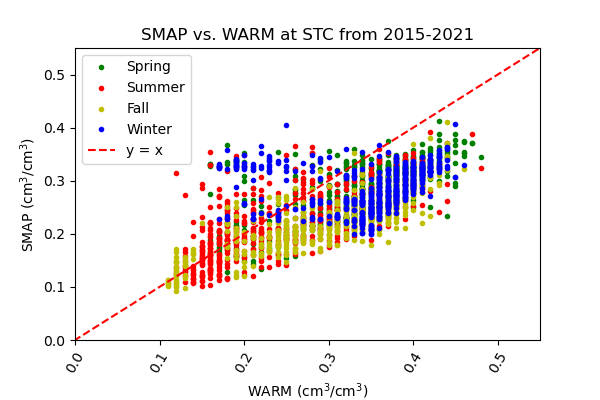 SMAP vs. WARM at STC from 2015-2021
Spring
Summer
Fall
Winter
y = x
SMAP (cm³/cm³)
0.5
0.4
0.3
0.2
0.1
0.0
0.0 0.1 0.2 0.3 0.4 0.5
WARM (cm³/cm³)